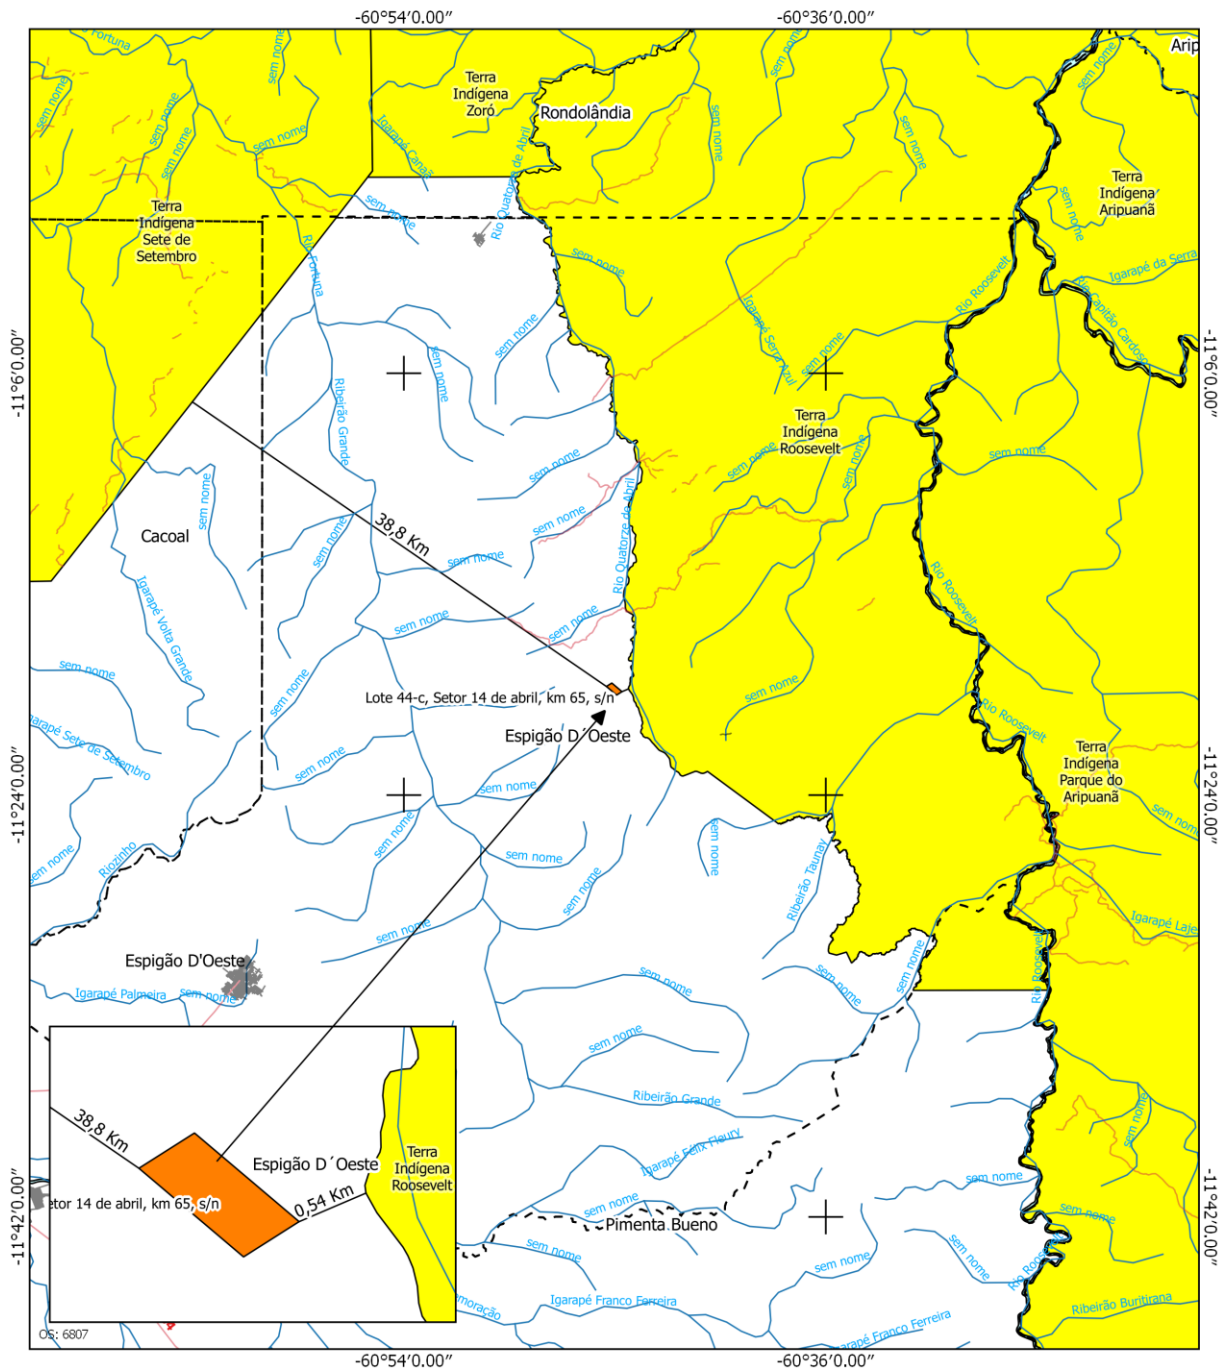 -60°54′0.00″
-60°36′0.00″
Fortuna
sem nome
Terra
Indígena
Zoró
Rondolândia
Arip
sem nome
sem nome
sem nome
Igarapé Canaã
Rio Quatorze de Abril
sem nome
sem nome
sem nome
Terra
Indígena
Aripuanã
sem nome
Terra
Indígena
Sete de
Setembro
sem nome
Rio Fortuna
sem nome
Igarapé da Serra
Rio Roosevelt
Rio Capitão Cardoso
Igarapé Serra Azul
sem nome
sem nome
sem nome
-11°6′0.00″
-11°6′0.00″
Ribeirão Grande
Terra
Indígena
Roosevelt
sem nome
sem nome
sem nome
sem nome
sem nome
sem nome
38,8 Km
sem nome
Cacoal
sem nome
Rio Quatorze de Abril
sem nome
Rio Roosevelt
Igarapé Volta Grande
sem nome
sem nome
sem nome
sem nome
sem nome
Lote 44-c, Setor 14 de abril, km 65, s/n
Rio Roosevelt
Igarapé Sete de Setembro
Espigão D´Oeste
sem nome
sem nome
Terra
Indígena
Parque do
Aripuanã
-11°24′0.00″
-11°24′0.00″
sem nome
sem nome
Riozinho
sem nome
sem nome
sem nome
sem nome
Ribeirão Taunay
Igarapé Laje
sem nome
Espigão D'Oeste
Igarapé Palmeira
sem nome
sem nome
sem nome
sem nome
Rio Roosevelt
sem nome
Ribeirão Grande
sem nome
38,8 Km
Igarapé Félix Fleury
Espigão D´Oeste
Terra
Indígena
Roosevelt
etor 14 de abril, km 65, s/n
0,54 Km
sem nome
sem nome
Pimenta Bueno
sem nome
-11°42′0.00″
-11°42′0.00″
sem nome
sem nome
sem nome
Rio Roosevelt
moração
Igarapé Franco Ferreira
Ribeirão Buritirana
Igarapé Franco Ferreira
OS: 6807
-60°54′0.00″
-60°36′0.00″